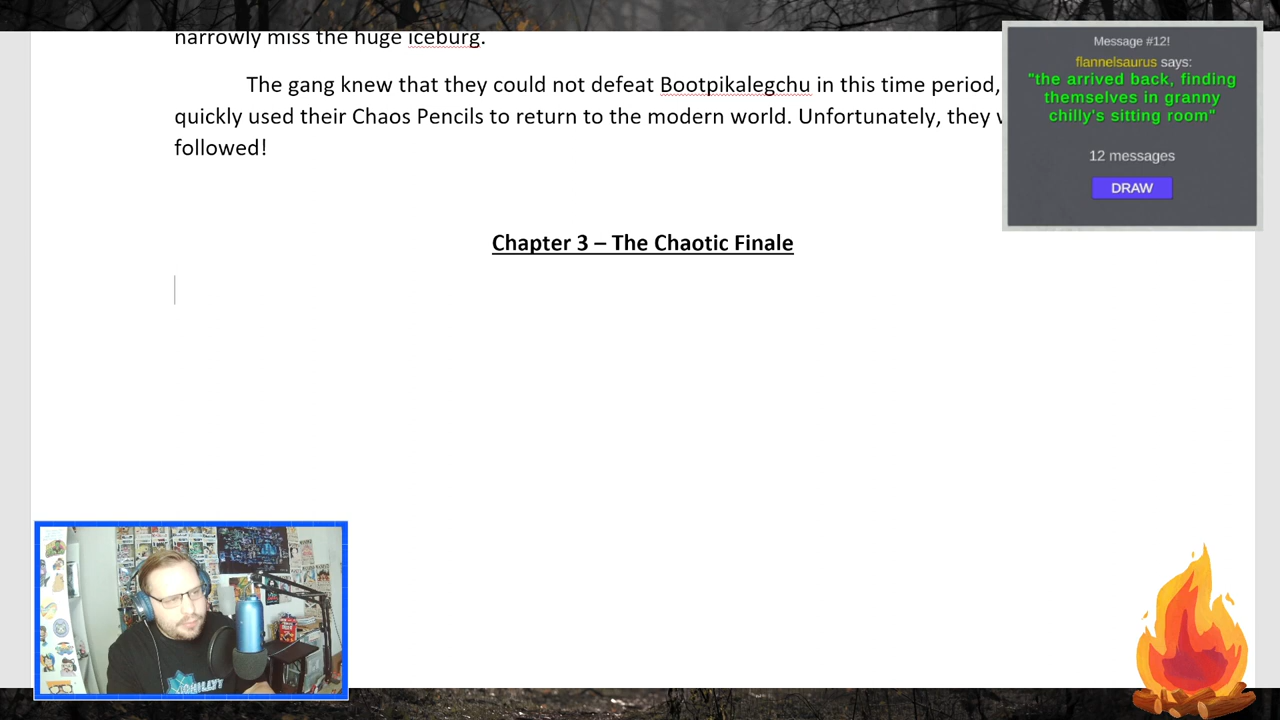 narrowly miss the huge iceburg.
The gang knew that they could not defeat Bootpikalegchu in this time period,
quickly used their Chaos Pencils to return to the modern world. Unfortunately, they
followed!
Chapter 3 – The Chaotic Finale
Message #12!
flannelsaurus says:
"the arrived back, finding
themselves in granny
chilly's sitting room"
12 messages
DRAW